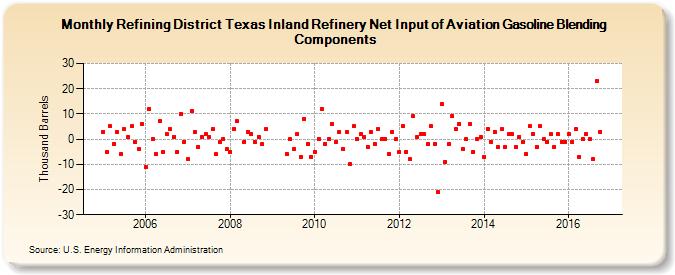 Monthly Refining District Texas Inland Refinery Net Input of Aviation Gasoline Blending
Components
Thousand Barrels
30
20
10
0
-10
-20
-30
2006 2008 2010 2012 2014 2016
Source: U.S. Energy Information Administration